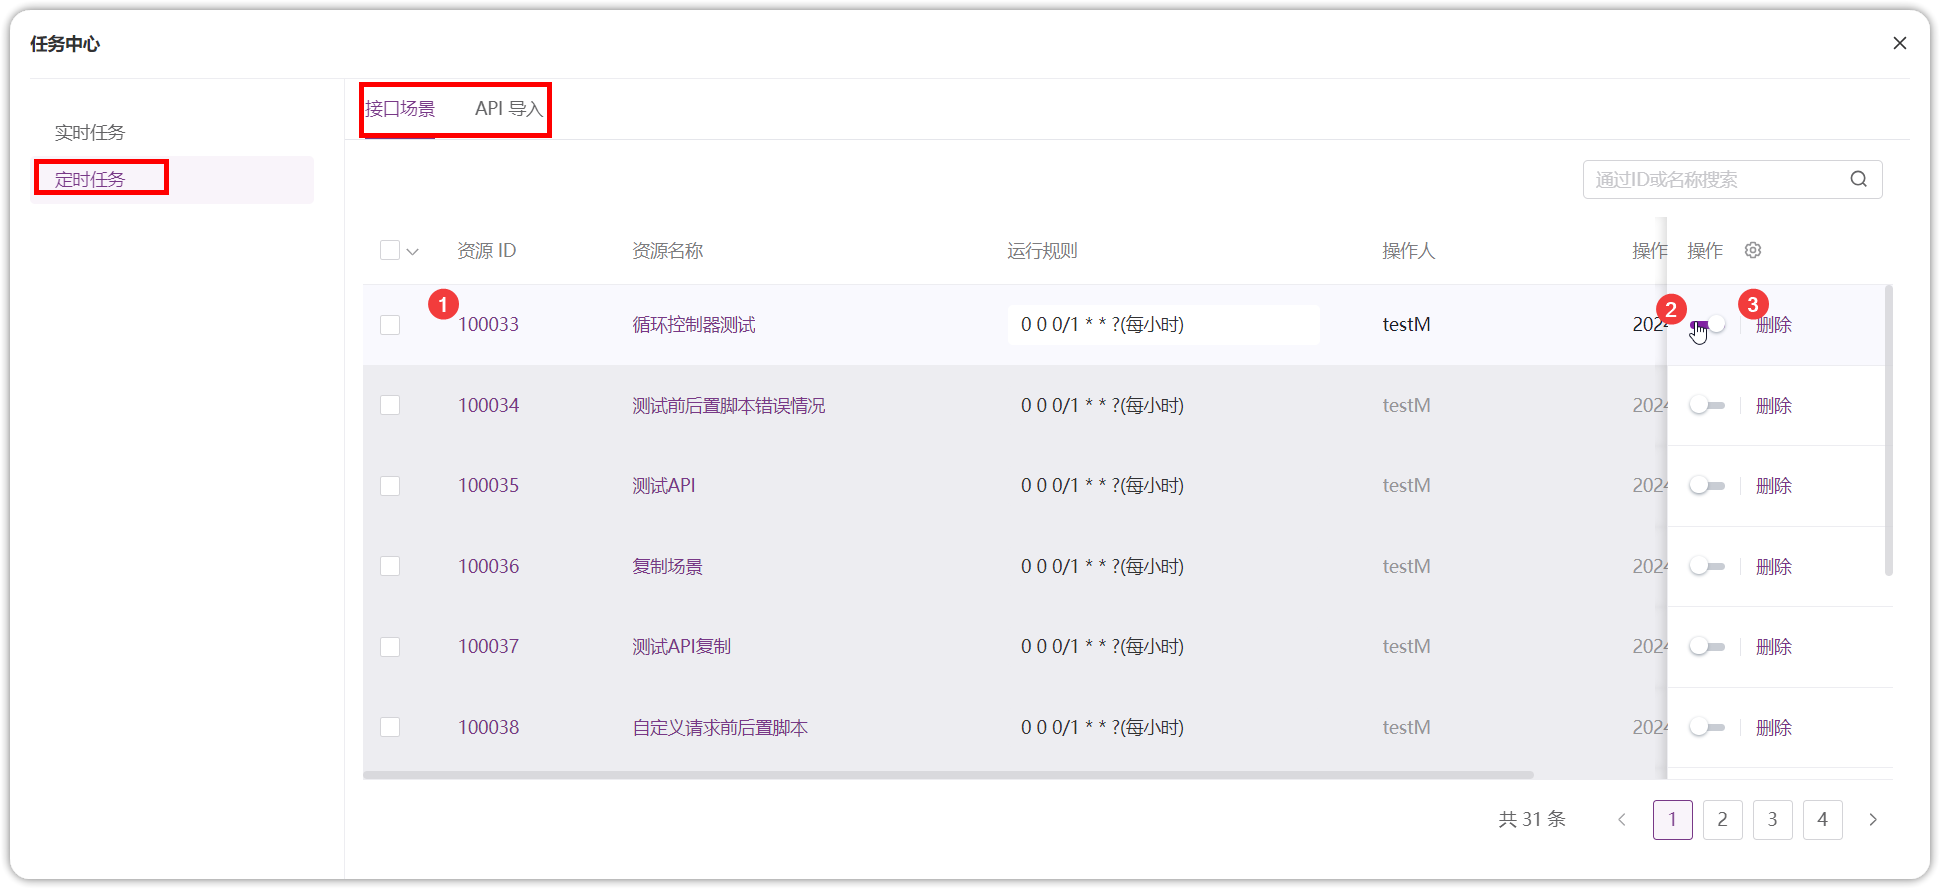 任务中心
实时任务
定时任务
接口场景 API 导入
通过ID或名称搜索
资源 ID 资源名称 运行规则 操作人 操作 操作
1 100033 循环控制器测试 0 0 0/1 * * ?(每小时) testM 2024 2 3 删除
100034 测试前后置脚本错误情况 0 0 0/1 * * ?(每小时) testM 2024 删除
100035 测试API 0 0 0/1 * * ?(每小时) testM 2024 删除
100036 复制场景 0 0 0/1 * * ?(每小时) testM 2024 删除
100037 测试API复制 0 0 0/1 * * ?(每小时) testM 2024 删除
100038 自定义请求前后置脚本 0 0 0/1 * * ?(每小时) testM 2024 删除
共 31 条 1 2 3 4